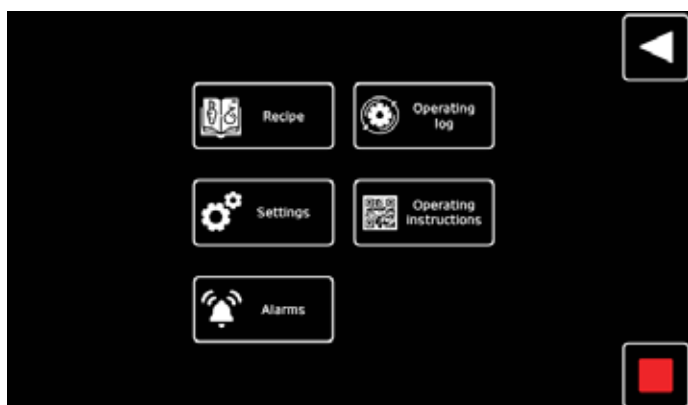 Recipe
Operating
log
Settings
Operating
instructions
Alarms